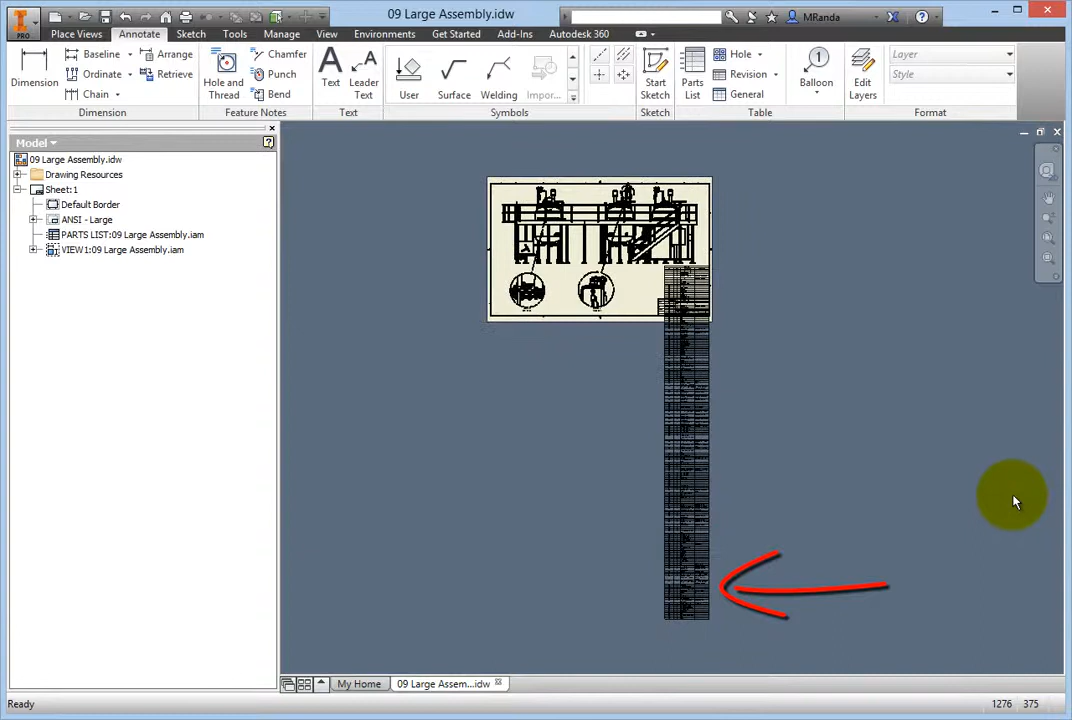 PRO
09 Large Assembly.idw
MRanda
Place Views
Annotate
Sketch
Tools
Manage
View
Environments
Get Started
Add-Ins
Autodesk 360
Dimension
Baseline
Ordinate
Chain
Arrange
Retrieve
Dimension
Hole and
Thread
Chamfer
Punch
Bend
Feature Notes
Text
Leader
Text
Text
User
Surface
Welding
Impor...
Symbols
Start
Sketch
Sketch
Parts
List
Hole
Revision
General
Table
1
Balloon
Edit
Layers
Layer
Style
Format
Model
09 Large Assembly.idw
Drawing Resources
Sheet:1
Default Border
ANSI - Large
PARTS LIST:09 Large Assembly.iam
VIEW1:09 Large Assembly.iam
My Home
09 Large Assem...idw
Ready
1276
375